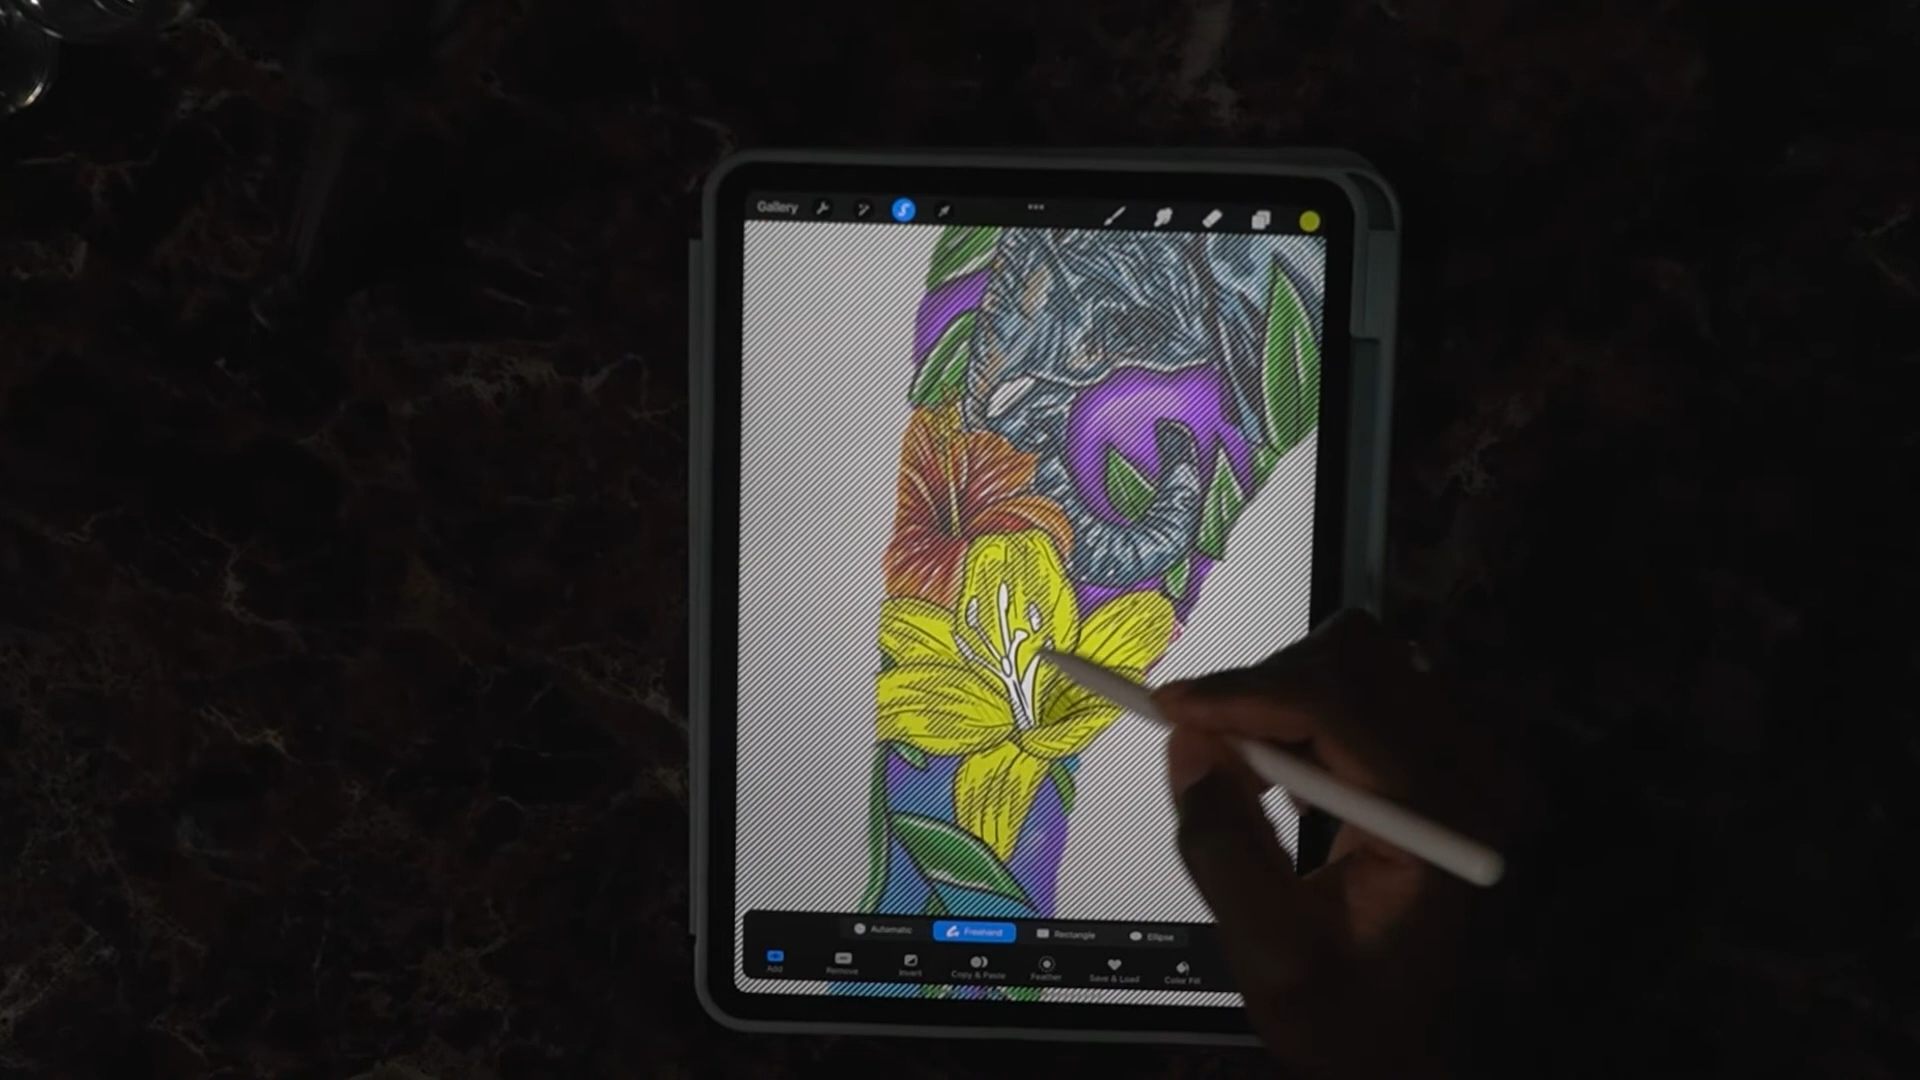 Gallery
Automatic Freehand Rectangle Ellipse
Add Remove Invert Copy & Paste Feather Save & Load Color Fill